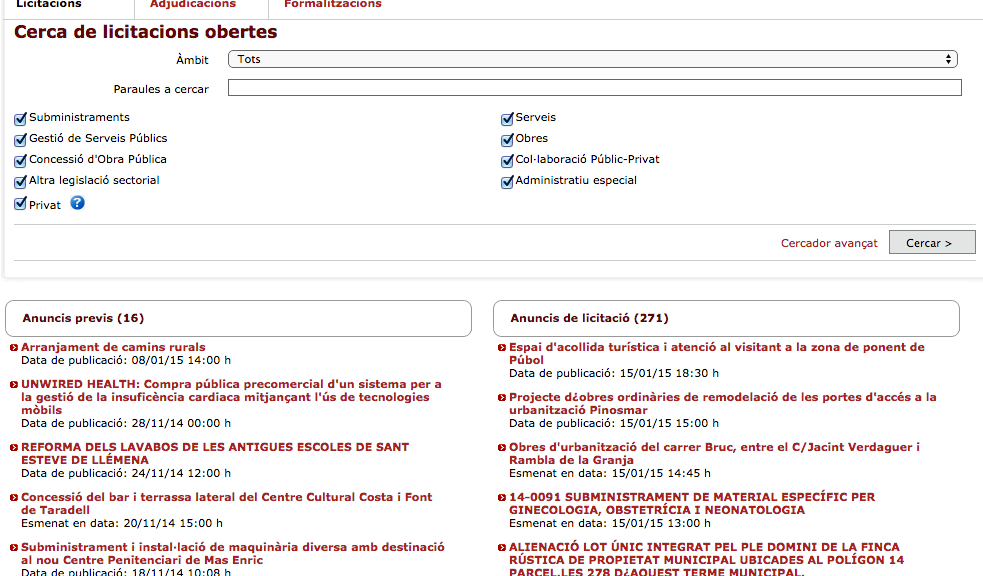 Licitacions Adjudicacions Formalitzacions
Cerca de licitacions obertes
Àmbit Tots
Paraules a cercar
Subministraments Serveis
Gestió de Serveis Públics Obres
Concessió d'Obra Pública Col·laboració Públic-Privat
Altra legislació sectorial Administratiu especial
Privat ?
Cercador avançat Cercar >
Anuncis previs (16)
Arranjament de camins rurals
Data de publicació: 08/01/15 14:00 h
UNWIRED HEALTH: Compra pública precomercial d'un sistema per a
la gestió de la insuficència cardiaca mitjançant l'ús de tecnologies
mòbils
Data de publicació: 28/11/14 00:00 h
REFORMA DELS LAVABOS DE LES ANTIGUES ESCOLES DE SANT
ESTEVE DE LLÉMENA
Data de publicació: 24/11/14 12:00 h
Concessió del bar i terrassa lateral del Centre Cultural Costa i Font
de Taradell
Esmenat en data: 20/11/14 15:00 h
Subministrament i instal·lació de maquinària diversa amb destinació
al nou Centre Penitenciari de Mas Enric
Data de publicació: 18/11/14 10:08 h
Anuncis de licitació (271)
Espai d'acollida turística i atenció al visitant a la zona de ponent de
Púbol
Data de publicació: 15/01/15 18:30 h
Projecte d¿obres ordinàries de remodelació de les portes d'accés a la
urbanització Pinosmar
Data de publicació: 15/01/15 15:00 h
Obres d'urbanització del carrer Bruc, entre el C/Jacint Verdaguer i
Rambla de la Granja
Esmenat en data: 15/01/15 14:45 h
14-0091 SUBMINISTRAMENT DE MATERIAL ESPECÍFIC PER
GINECOLOGIA, OBSTETRÍCIA I NEONATOLOGIA
Esmenat en data: 15/01/15 13:00 h
ALIENACIÓ LOT ÚNIC INTEGRAT PEL PLE DOMINI DE LA FINCA
RÚSTICA DE PROPIETAT MUNICIPAL UBICADES AL POLÍGON 14
PARCEL.LES 278 D¿AQUEST TERME MUNICIPAL.